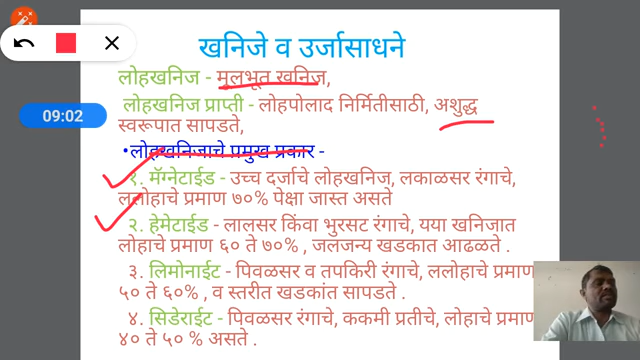 खनिजे व उर्जासाधने
लोहखनिज - मूलभूत खनिज,
लोहखनिज प्राप्ती - लोहपोलाद निर्मितीसाठी, अशुद्ध
स्वरूपात सापडते,
09:02
•लोहखनिजाचे प्रमुख प्रकार -
१. मॅग्नेटाईड - उच्च दर्जाचे लोहखनिज, लकाळसर रंगाचे,
ललोहाचे प्रमाण ७०% पेक्षा जास्त असते
२. हेमेटाईड - लालसर किंवा भुरसट रंगाचे, यया खनिजात
लोहाचे प्रमाण ६० ते ७०%, जलजन्य खडकात आढळते .
३. लिमोनाईट - पिवळसर व तपकिरी रंगाचे, ललोहाचे प्रमाण
५० ते ६०% , व स्तरीत खडकांत सापडते .
४. सिडेराईट - पिवळसर रंगाचे, ककमी प्रतीचे, लोहाचे प्रमाण
४० ते ५० % असते .